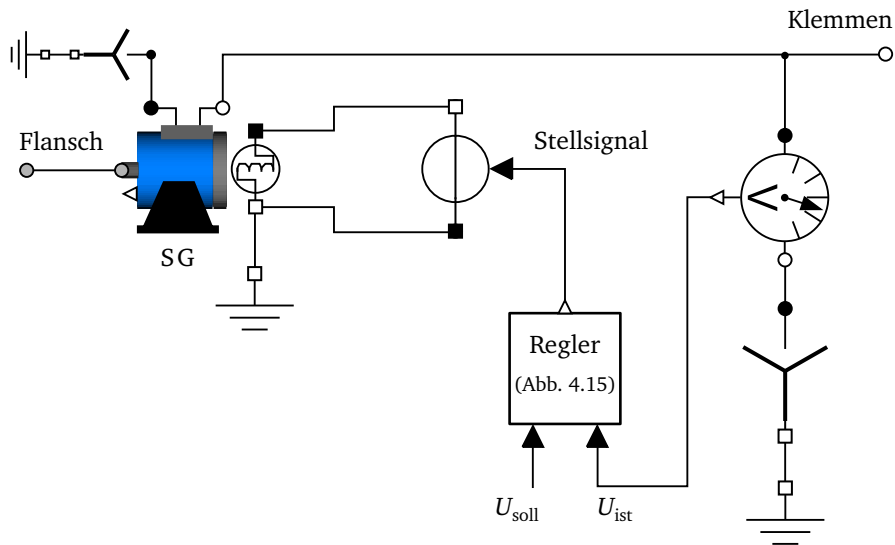 Klemmen
Flansch
Stellsignal
V
SG
Regler
(Abb. 4.15)
U_soll
U_ist